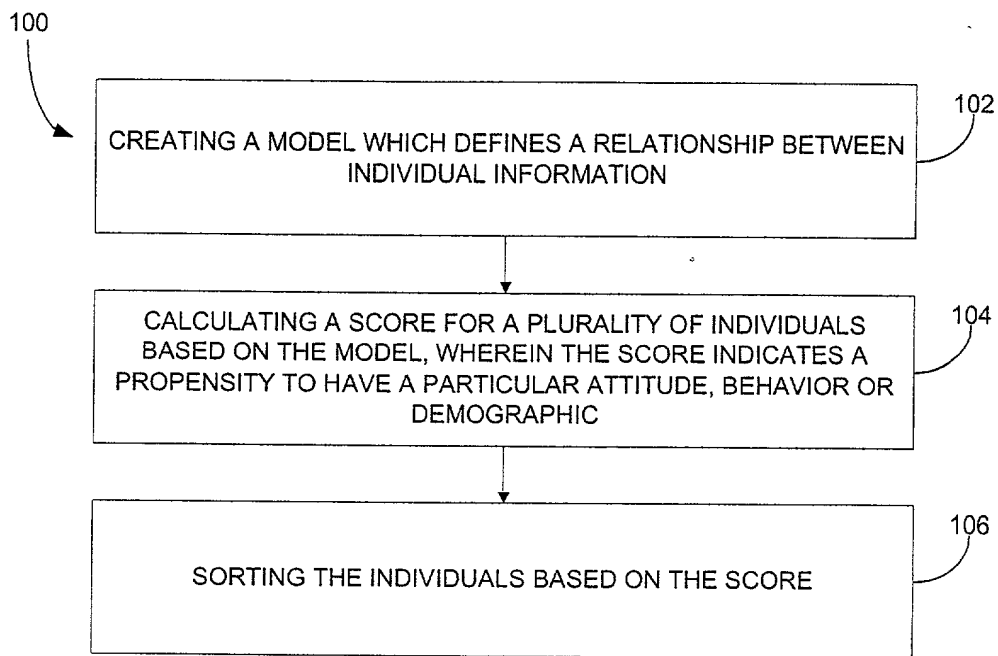 100
102
CREATING A MODEL WHICH DEFINES A RELATIONSHIP BETWEEN
INDIVIDUAL INFORMATION
104
CALCULATING A SCORE FOR A PLURALITY OF INDIVIDUALS
BASED ON THE MODEL, WHEREIN THE SCORE INDICATES A
PROPENSITY TO HAVE A PARTICULAR ATTITUDE, BEHAVIOR OR
DEMOGRAPHIC
106
SORTING THE INDIVIDUALS BASED ON THE SCORE